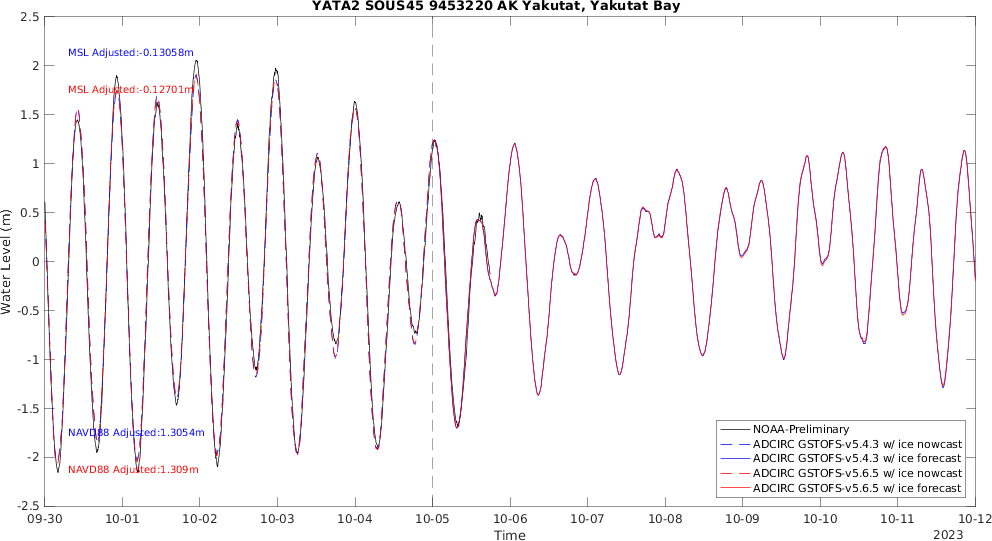 YATA2 SOUS45 9453220 AK Yakutat, Yakutat Bay
2.5
2
1.5
1
0.5
0
-0.5
-1
-1.5
-2
-2.5
Water Level (m)
MSL Adjusted:-0.13058m
MSL Adjusted:-0.12701m
NAVD88 Adjusted:1.3054m
NAVD88 Adjusted:1.309m
NOAA-Preliminary
ADCIRC GSTOFS-v5.4.3 w/ ice nowcast
ADCIRC GSTOFS-v5.4.3 w/ ice forecast
ADCIRC GSTOFS-v5.6.5 w/ ice nowcast
ADCIRC GSTOFS-v5.6.5 w/ ice forecast
09-30 10-01 10-02 10-03 10-04 10-05 10-06 10-07 10-08 10-09 10-10 10-11 10-12
Time
2023